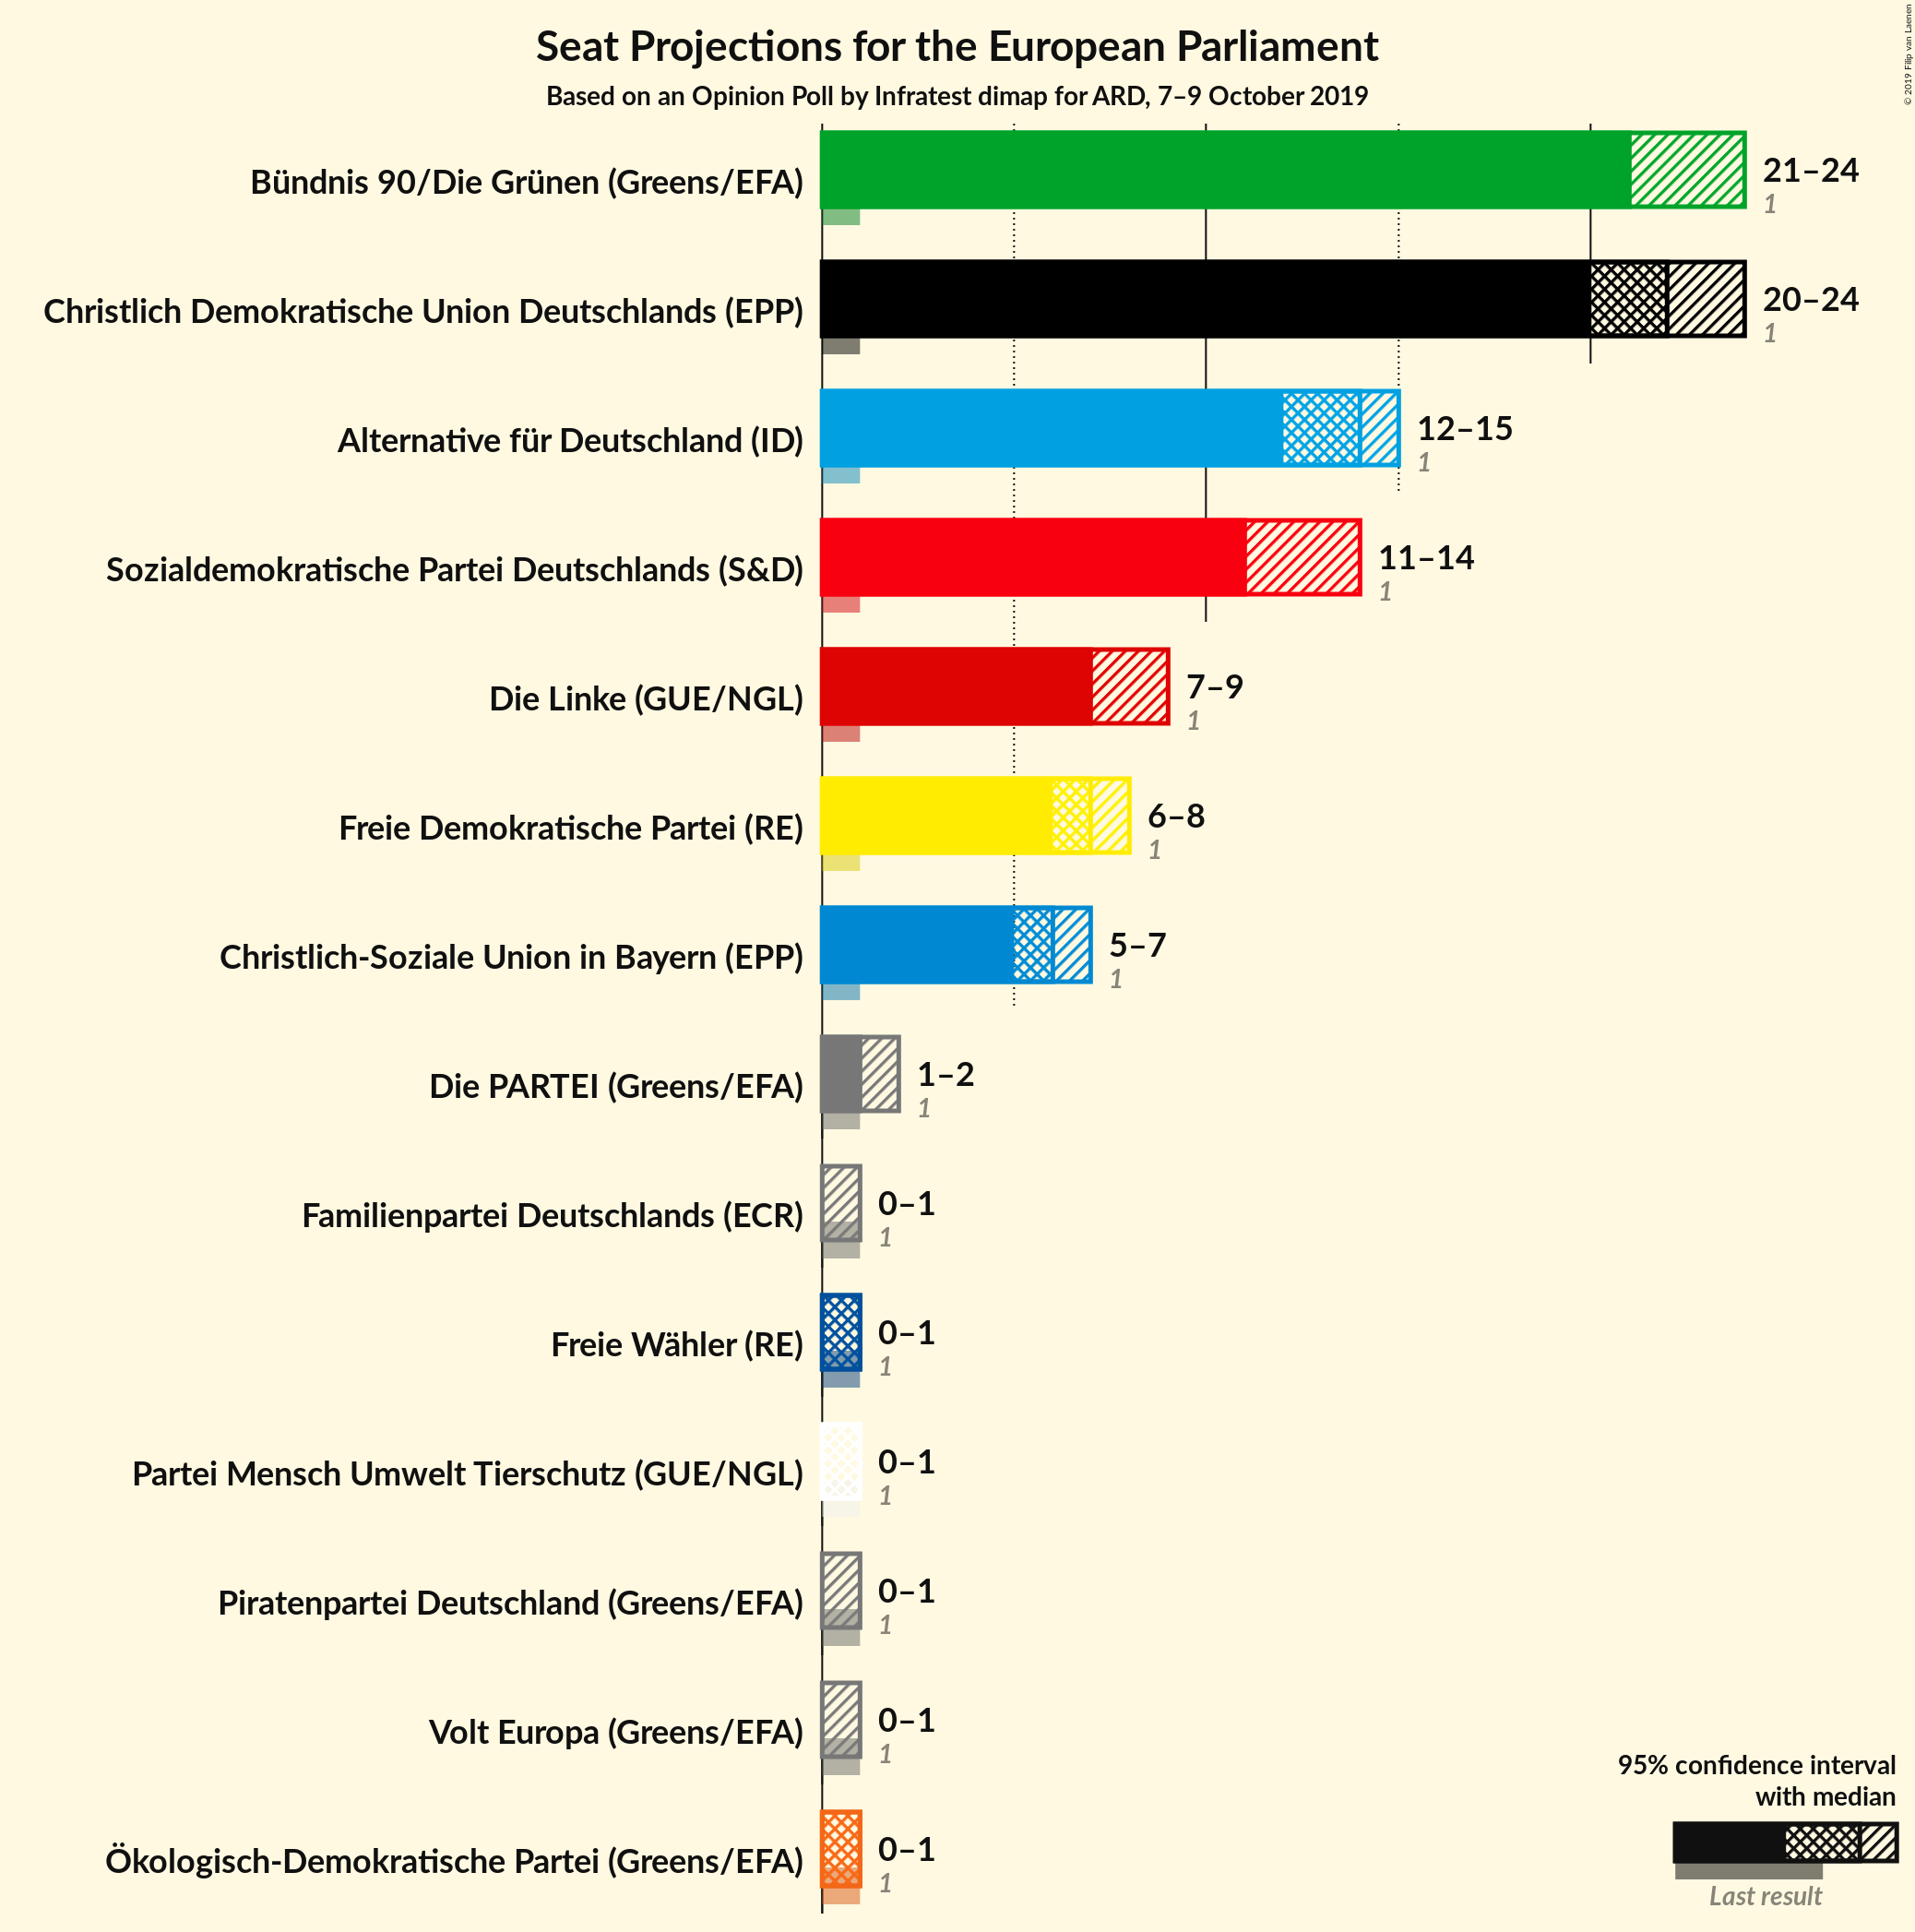 Seat Projections for the European Parliament
Based on an Opinion Poll by Infratest dimap for ARD, 7–9 October 2019
© 2019 Filip van Laenen
Bündnis 90/Die Grünen (Greens/EFA)
21–24
1
Christlich Demokratische Union Deutschlands (EPP)
20–24
1
Alternative für Deutschland (ID)
12–15
1
Sozialdemokratische Partei Deutschlands (S&D)
11–14
1
Die Linke (GUE/NGL)
7–9
1
Freie Demokratische Partei (RE)
6–8
1
Christlich-Soziale Union in Bayern (EPP)
5–7
1
Die PARTEI (Greens/EFA)
1–2
1
Familienpartei Deutschlands (ECR)
0–1
1
Freie Wähler (RE)
0–1
1
Partei Mensch Umwelt Tierschutz (GUE/NGL)
0–1
1
Piratenpartei Deutschland (Greens/EFA)
0–1
1
Volt Europa (Greens/EFA)
0–1
1
Ökologisch-Demokratische Partei (Greens/EFA)
0–1
1
95% confidence interval
with median
Last result